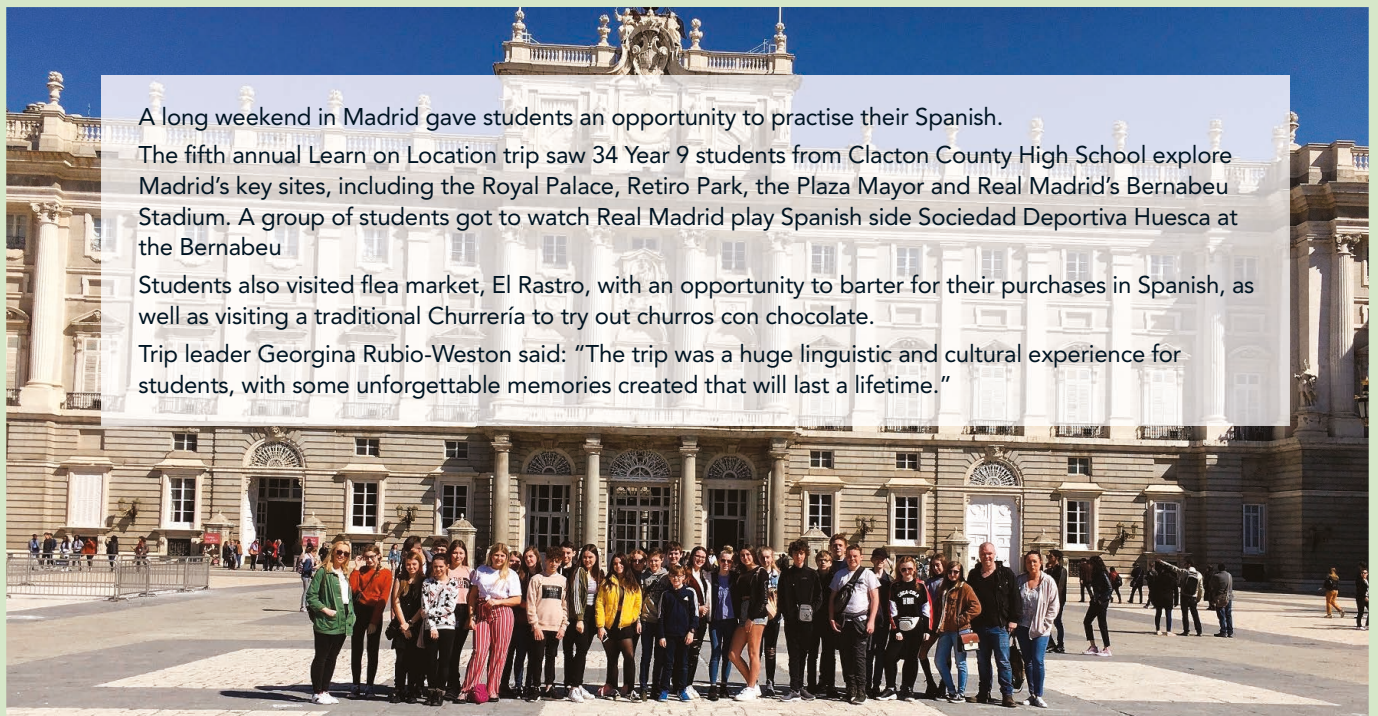 A long weekend in Madrid gave students an opportunity to practise their Spanish.
The fifth annual Learn on Location trip saw 34 Year 9 students from Clacton County High School explore
Madrid's key sites, including the Royal Palace, Retiro Park, the Plaza Mayor and Real Madrid's Bernabeu
Stadium. A group of students got to watch Real Madrid play Spanish side Sociedad Deportiva Huesca at
the Bernabeu
Students also visited flea market, El Rastro, with an opportunity to barter for their purchases in Spanish, as
well as visiting a traditional Churrería to try out churros con chocolate.
Trip leader Georgina Rubio-Weston said: “The trip was a huge linguistic and cultural experience for
students, with some unforgettable memories created that will last a lifetime.”